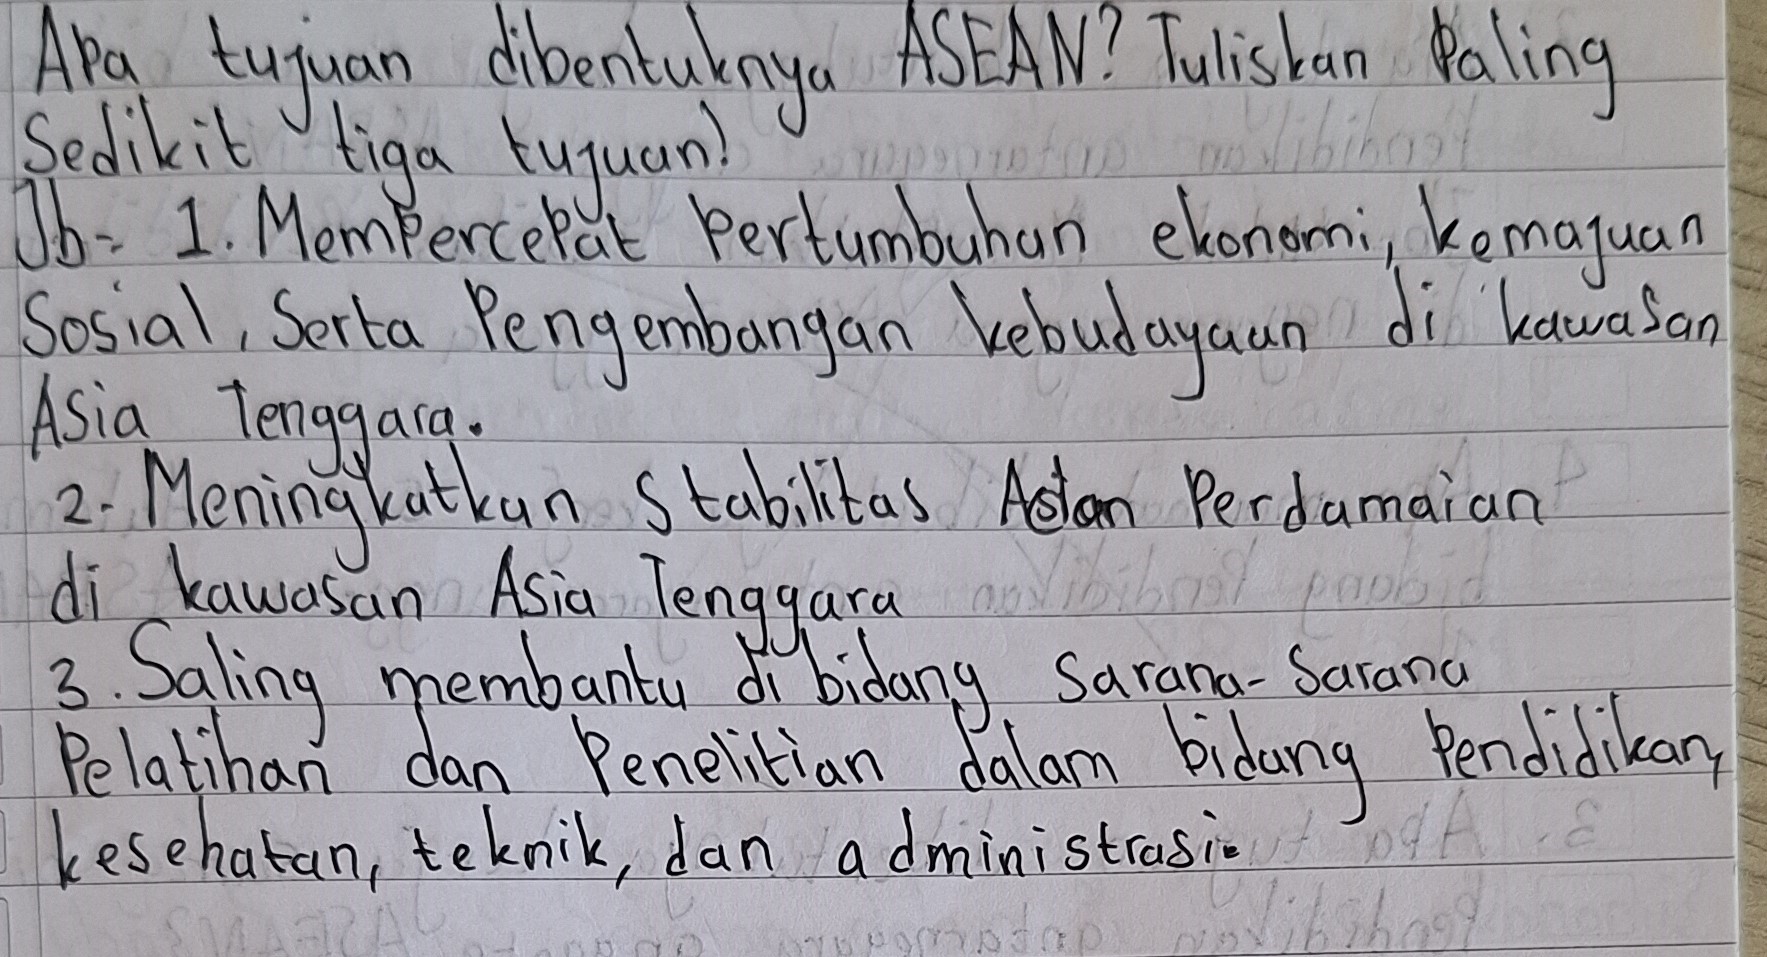 Apa tujuan dibentuknya ASEAN? Tuliskan Paling
Sedikit tiga tujuan!
Jb= 1. Mempercepat Pertumbuhan ekonomi, kemajuan
Sosial, Serta Pengembangan kebudayaan di kawasan
Asia Tenggara.
2. Meningkatkan Stabilitas Perdamaian
di kawasan Asia Tenggara
3. Saling membantu di bidang Sarana-Sarana
Pelatihan dan Penelitian dalam bidang Pendidikan,
kesehatan, teknik, dan administrasi.